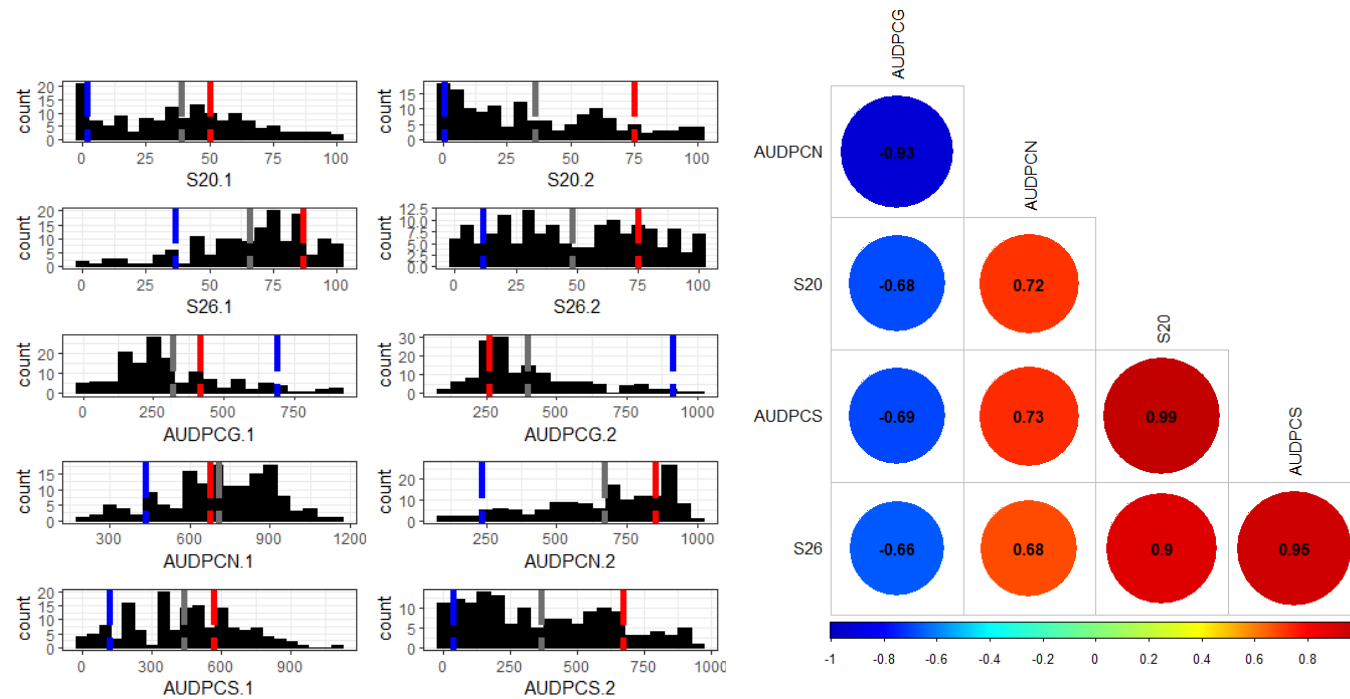 count
20
15
10
5
0
0 25 50 75 100
S20.1
count
15
10
5
0
0 25 50 75 100
S20.2
count
20
15
10
5
0
0 25 50 75 100
S26.1
count
12.5
10.0
7.5
5.0
2.5
0.0
0 25 50 75 100
S26.2
count
20
10
0
0 250 500 750
AUDPCG.1
count
30
20
10
0
250 500 750 1000
AUDPCG.2
count
15
10
5
0
300 600 900 1200
AUDPCN.1
count
20
10
0
250 500 750 1000
AUDPCN.2
count
20
15
10
5
0
0 300 600 900
AUDPCS.1
count
10
5
0
0 250 500 750 1000
AUDPCS.2
AUDPCG
AUDPCN -0.93
AUDPCN
S20 -0.68 0.72
S20
AUDPCS -0.69 0.73 0.99
AUDPCS
S26 -0.66 0.68 0.9 0.95
-1 -0.8 -0.6 -0.4 -0.2 0 0.2 0.4 0.6 0.8